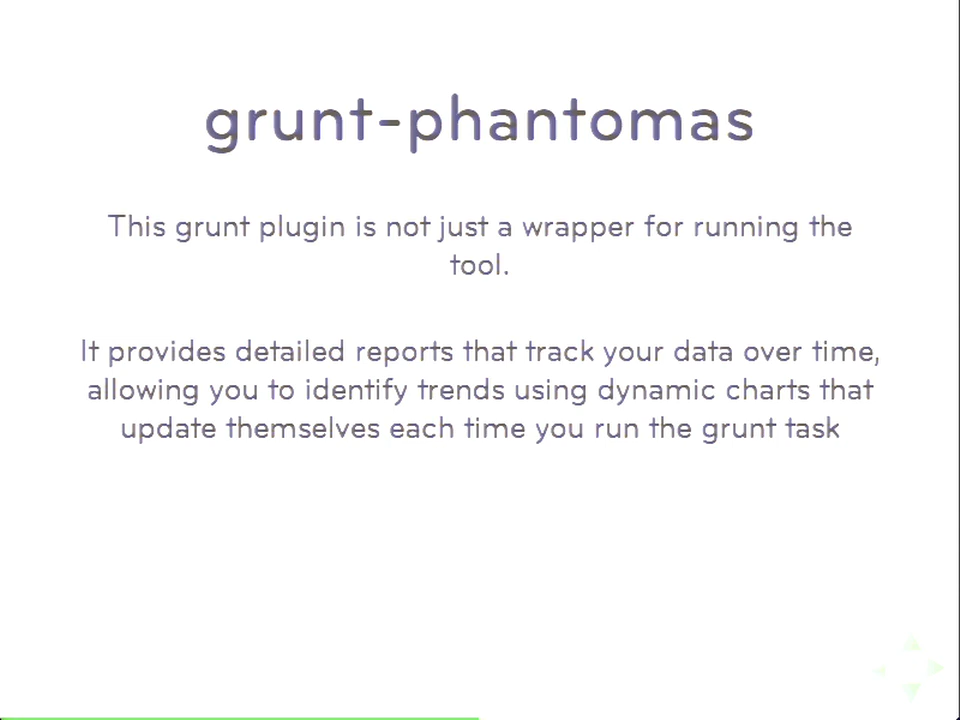 grunt-phantomas
This grunt plugin is not just a wrapper for running the
tool.
It provides detailed reports that track your data over time,
allowing you to identify trends using dynamic charts that
update themselves each time you run the grunt task